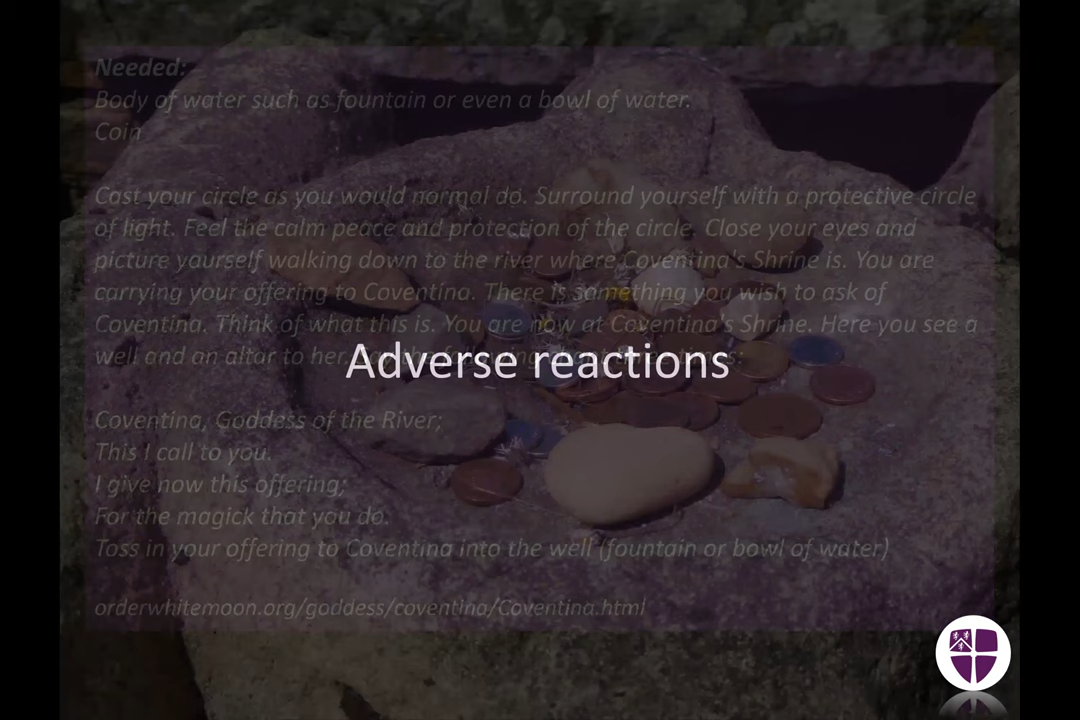 Needed:
Body of water such as fountain or even a bowl of water.
Coin
Cast your circle as you would normal do. Surround yourself with a protective circle
of light. Feel the calm peace and protection of the circle. Close your eyes and
picture yourself walking down to the river where Coventina's Shrine is. You are
carrying your offering to Coventina. There is something you wish to ask of
Coventina. Think of what this is. You are now at Coventina's Shrine. Here you see a
well and an altar to her.
Adverse reactions
Coventina, Goddess of the River;
This I call to you.
I give now this offering;
For the magick that you do.
Toss in your offering to Coventina into the well (fountain or bowl of water)
orderwhitemoon.org/goddess/coventina/Coventina.html